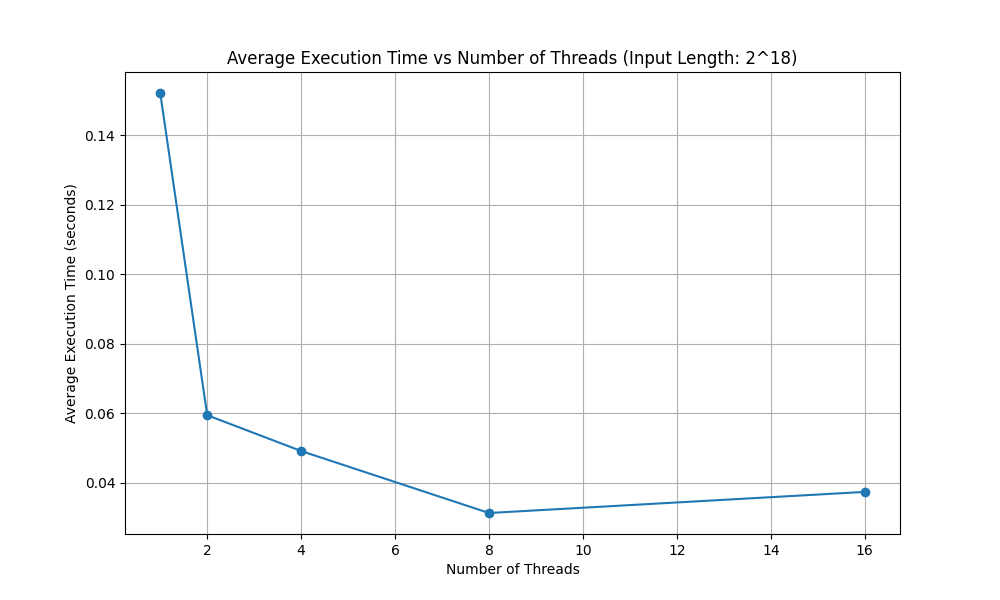 Average Execution Time vs Number of Threads (Input Length: 2^18)
Average Execution Time (seconds)
0.14
0.12
0.10
0.08
0.06
0.04
2 4 6 8 10 12 14 16
Number of Threads